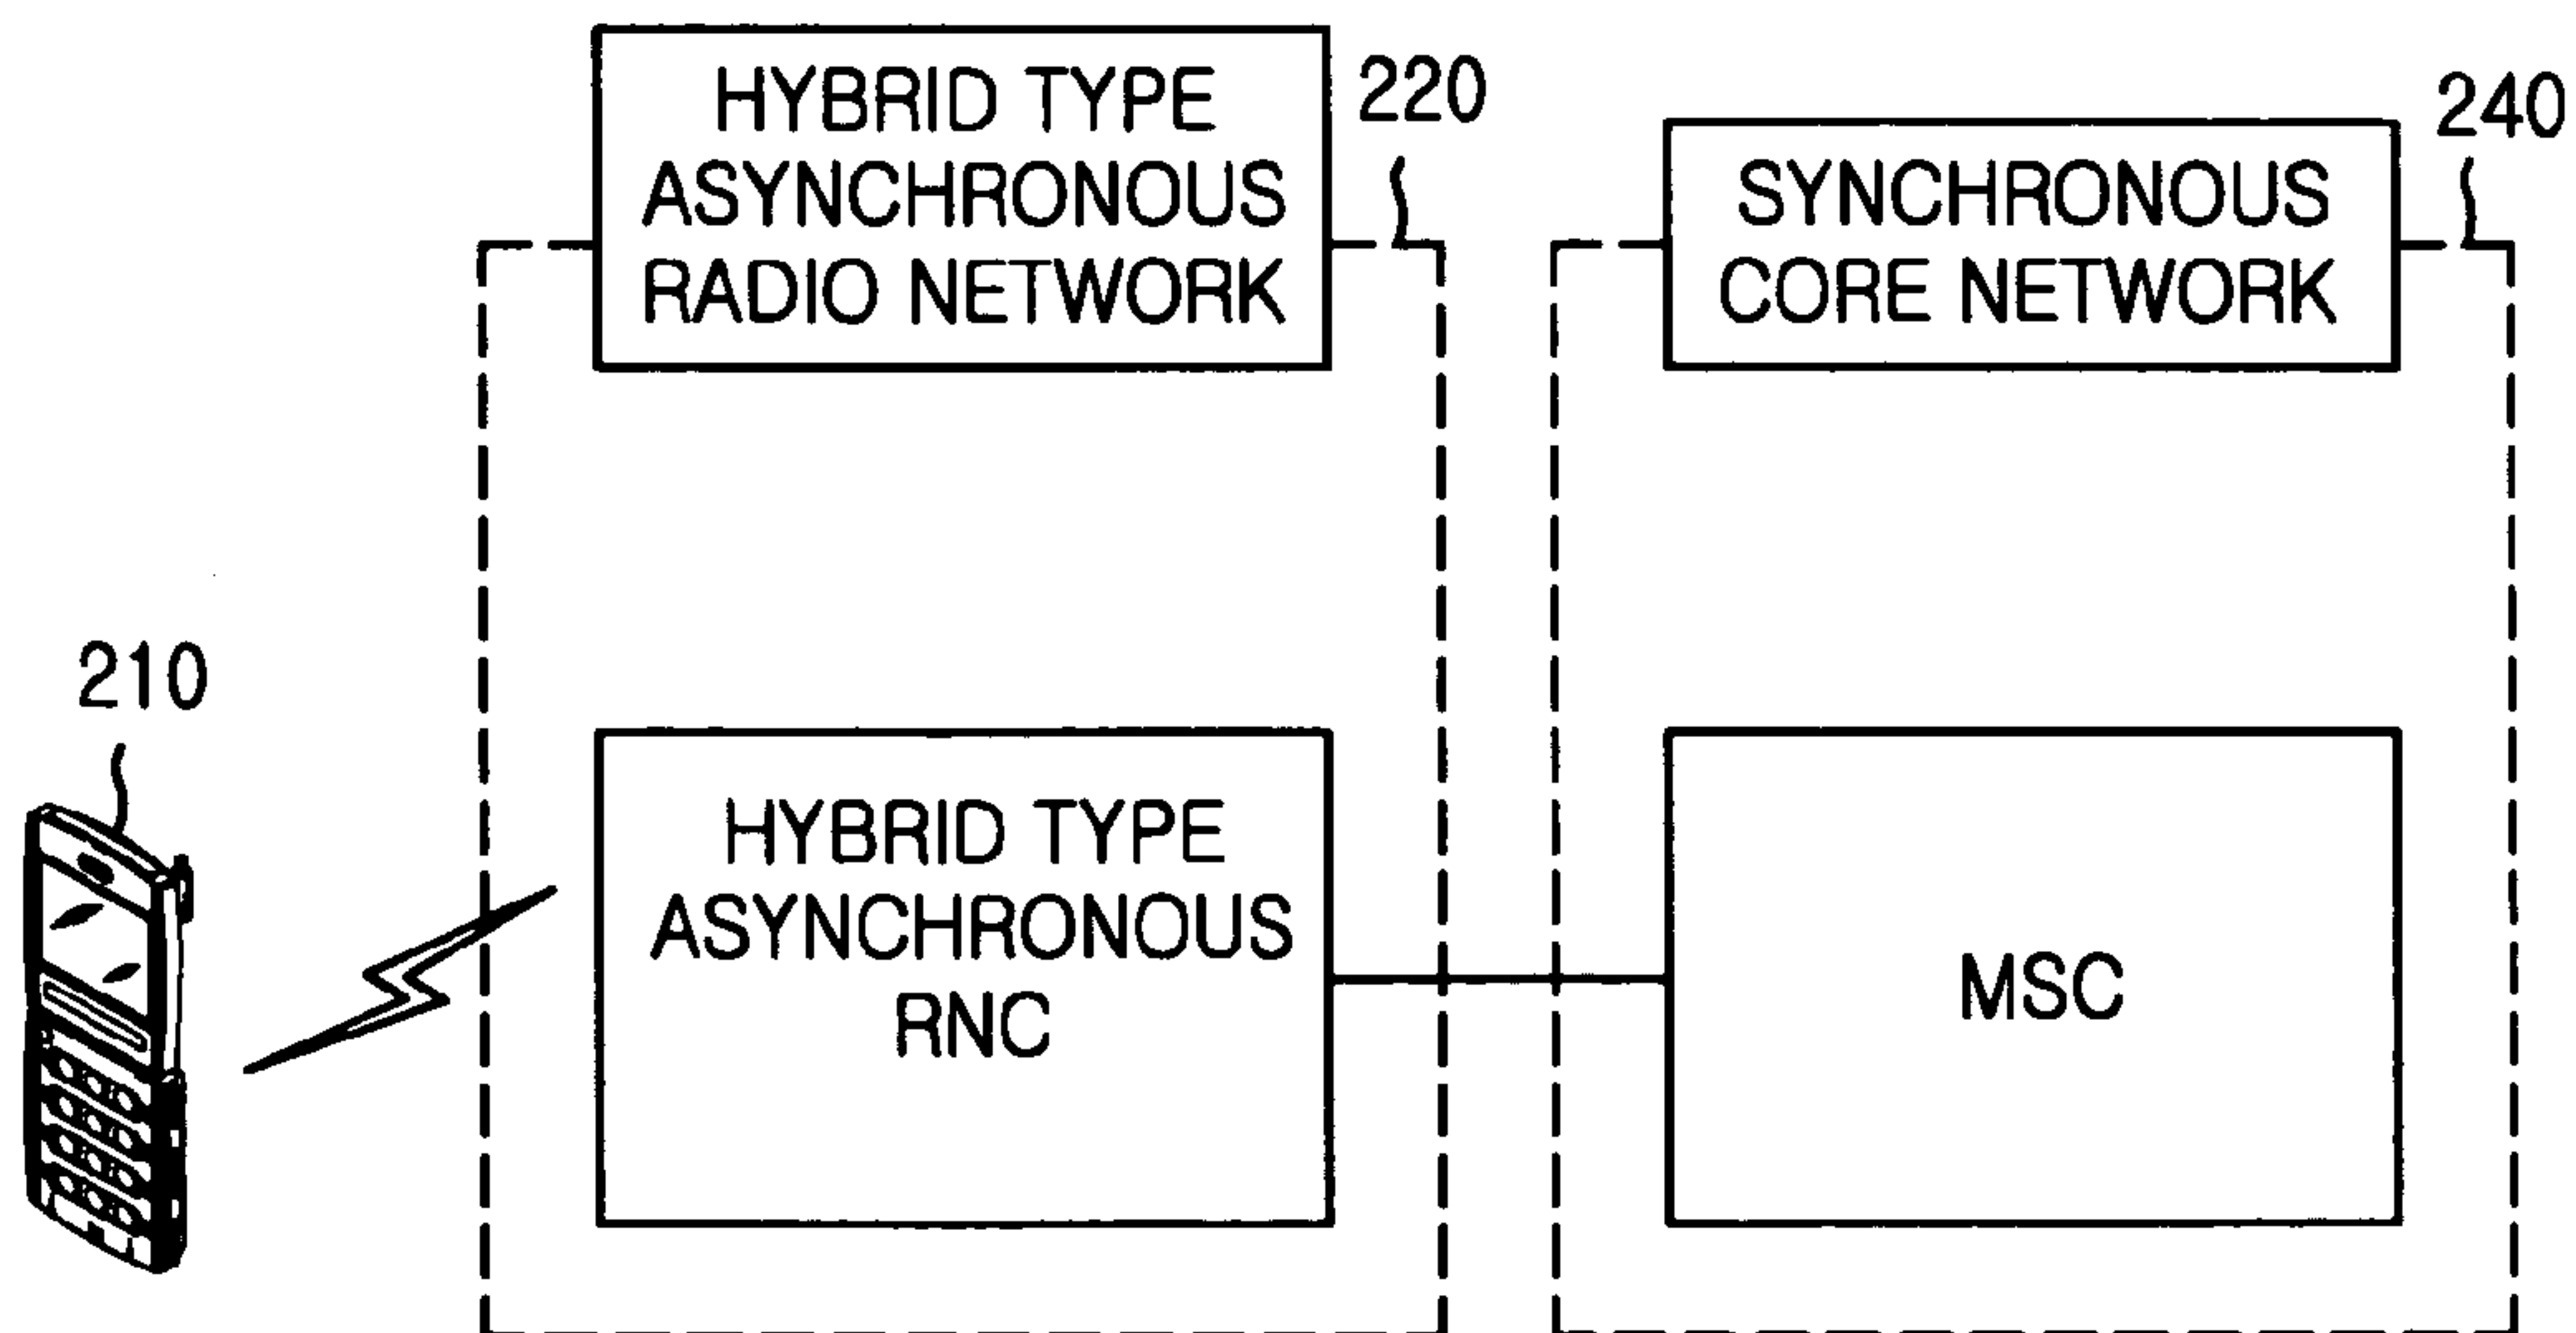 HYBRID TYPE
ASYNCHRONOUS
RADIO NETWORK
220
SYNCHRONOUS
CORE NETWORK
240
210
HYBRID TYPE
ASYNCHRONOUS
RNC
MSC